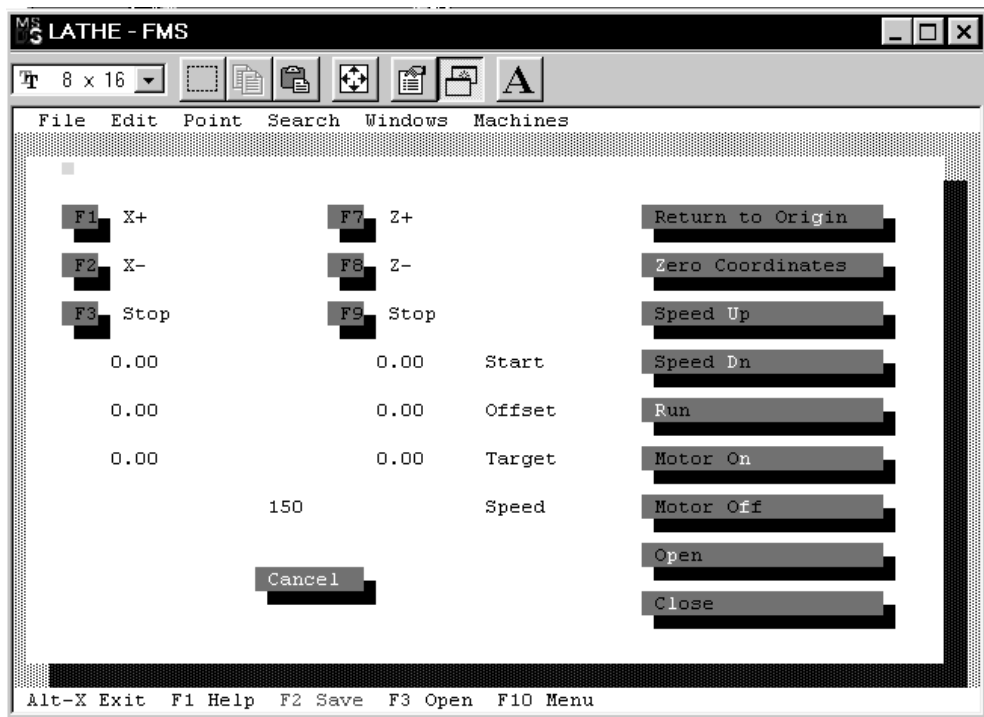 MS LATHE - FMS
8 x 16 A
File Edit Point Search Windows Machines
F1 X+ F7 Z+ Return to Origin
F2 X- F8 Z- Zero Coordinates
F3 Stop F9 Stop Speed Up
0.00 0.00 Start Speed Dn
0.00 0.00 Offset Run
0.00 0.00 Target Motor On
150 Speed Motor Off
Open
Cancel
Close
Alt-X Exit F1 Help F2 Save F3 Open F10 Menu